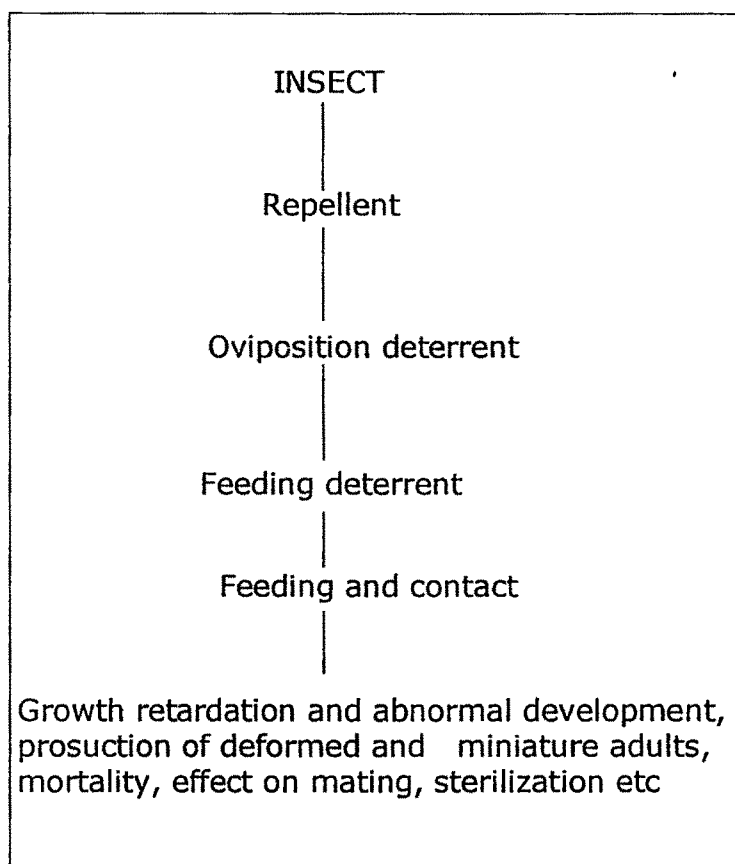 INSECT
Repellent
Oviposition deterrent
Feeding deterrent
Feeding and contact
Growth retardation and abnormal development,
prosuction of deformed and miniature adults,
mortality, effect on mating, sterilization etc